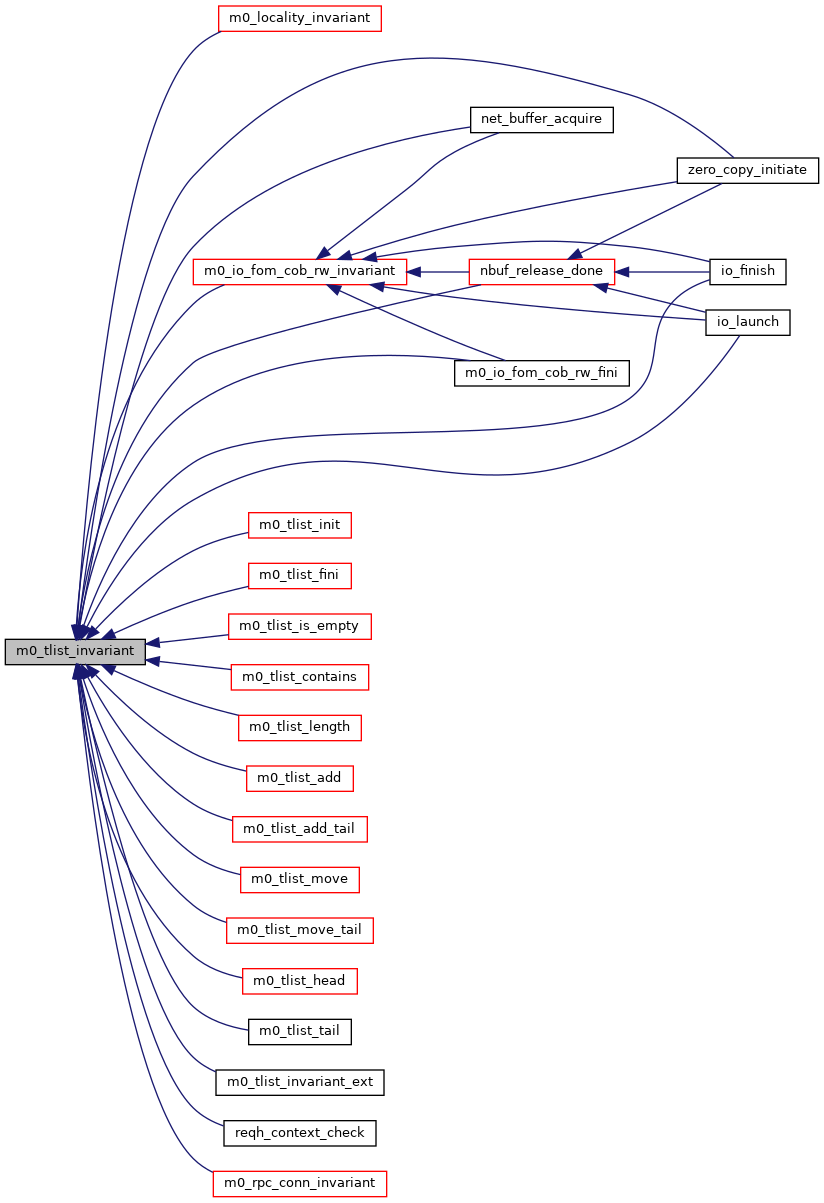 m0_locality_invariant
net_buffer_acquire
zero_copy_initiate
m0_io_fom_cob_rw_invariant
nbuf_release_done
io_finish
io_launch
m0_io_fom_cob_rw_fini
m0_tlist_init
m0_tlist_fini
m0_tlist_is_empty
m0_tlist_invariant
m0_tlist_contains
m0_tlist_length
m0_tlist_add
m0_tlist_add_tail
m0_tlist_move
m0_tlist_move_tail
m0_tlist_head
m0_tlist_tail
m0_tlist_invariant_ext
reqh_context_check
m0_rpc_conn_invariant